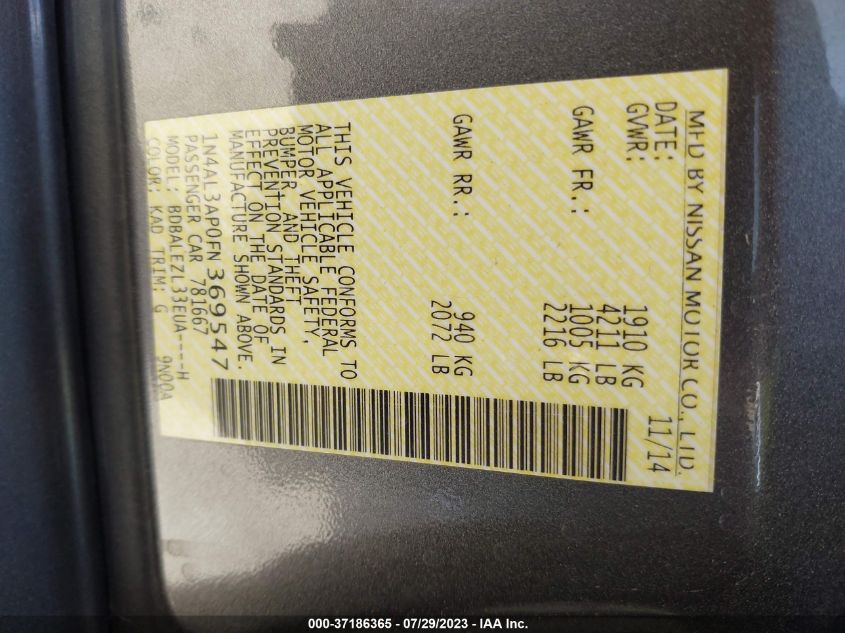 MFD BY NISSAN MOTOR CO., LTD.
DATE: 11/14
GVWR: 1910 KG
4211 LB
GAWR FR.: 1005 KG
2216 LB
GAWR RR.: 940 KG
2072 LB
THIS VEHICLE CONFORMS TO
ALL APPLICABLE FEDERAL
MOTOR VEHICLE SAFETY,
BUMPER, AND THEFT
PREVENTION STANDARDS IN
EFFECT ON THE DATE OF
MANUFACTURE SHOWN ABOVE.
1N4AL3AP0FN369547
PASSENGER CAR 781667
MODEL: BDBALEZL33EUA----H
COLOR: KAD TRIM: G 9N00A
000-37186365 - 07/29/2023 - IAA Inc.